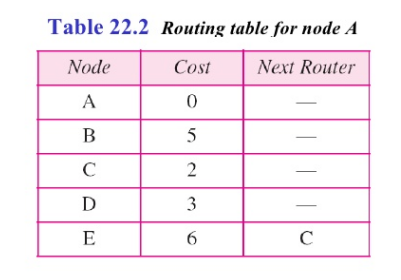 Table 22.2 Routing table for node A
Node Cost Next Router
A 0 —
B 5 —
C 2 —
D 3 —
E 6 C